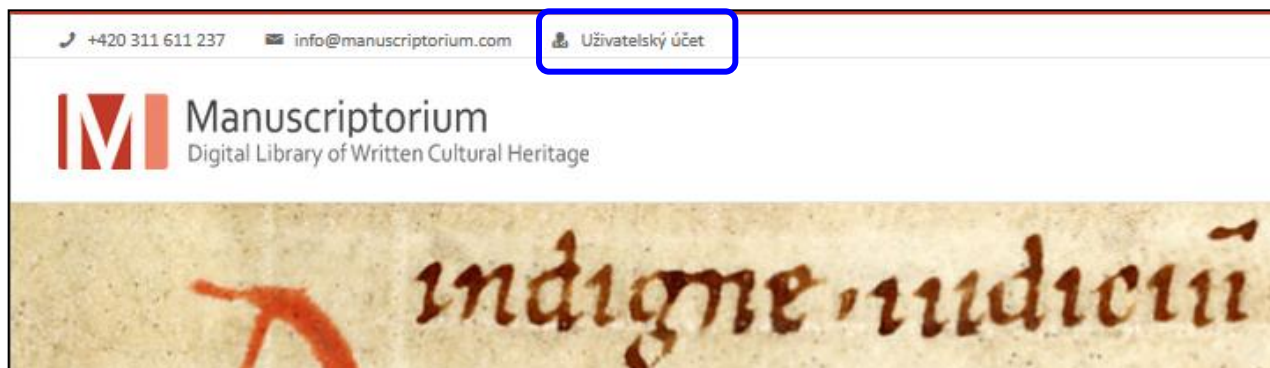 +420 311 611 237 info@manuscriptorium.com Uživatelský účet
M
Manuscriptorium
Digital Library of Written Cultural Heritage
indigne, iudiciū